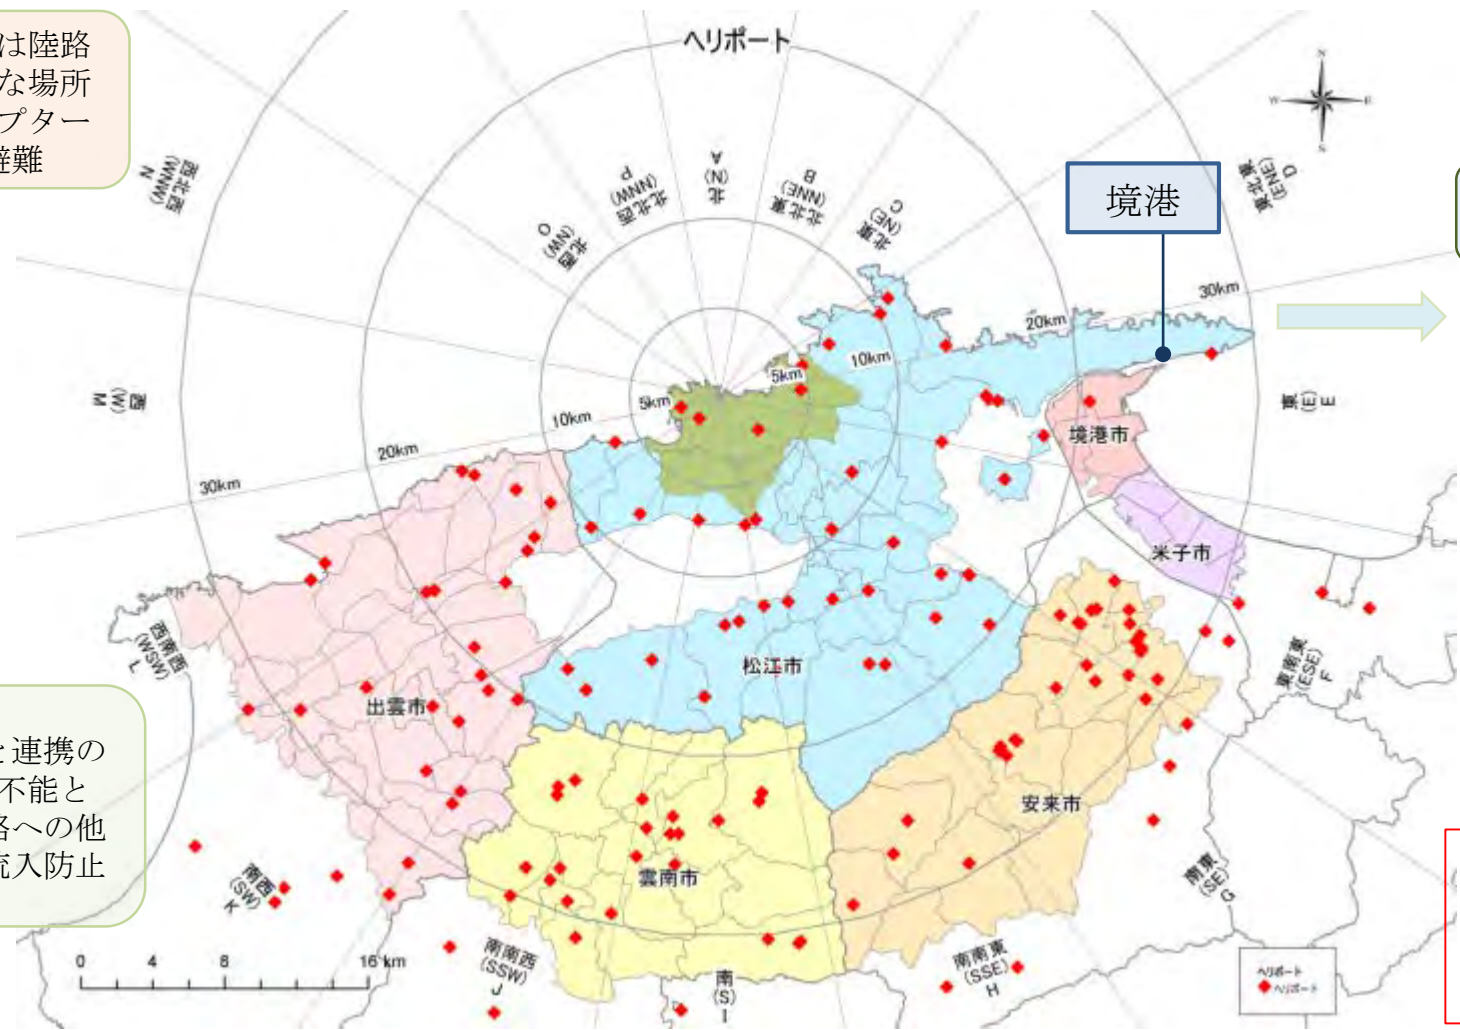 ヘリポート
は陸路
な場所
プター
避難
西北西
(WNW)
N
北西
(NW)
O
北北西
(NNW)
P
北
(N)
A
北北東
(NNE)
B
北東
(NE)
C
東北東
(ENE)
D
N
W
E
S
境港
30km
20km
10km
5km
5km
10km
20km
30km
西
(W)
M
東
(E)
E
境港市
米子市
西南西
(WSW)
L
東南東
(ESE)
F
松江市
出雲市
安来市
雲南市
と連携の
不能と
路への他
流入防止
南西
(SW)
K
南東
(SE)
G
南南西
(SSW)
J
南
(S)
I
南南東
(SSE)
H
0 4 8 16 km
ヘリポート
ヘリポート